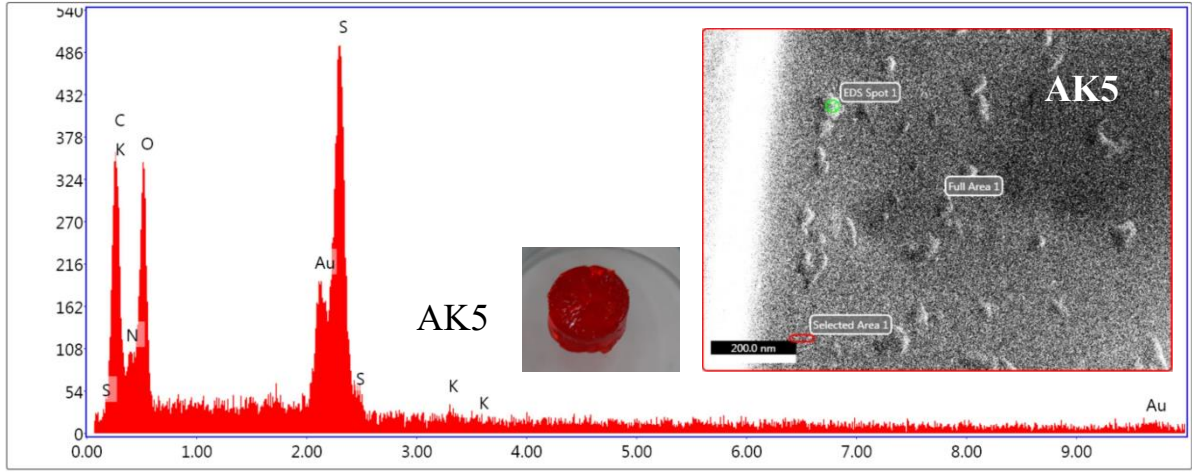 540
486
432
378
324
270
216
162
108
54
0
S
C
K
O
N
Au
S
S
K
K
Au
0.00 1.00 2.00 3.00 4.00 5.00 6.00 7.00 8.00 9.00
AK5
AK5
EDS Spot 1
Full Area 1
Selected Area 1
200.0 nm